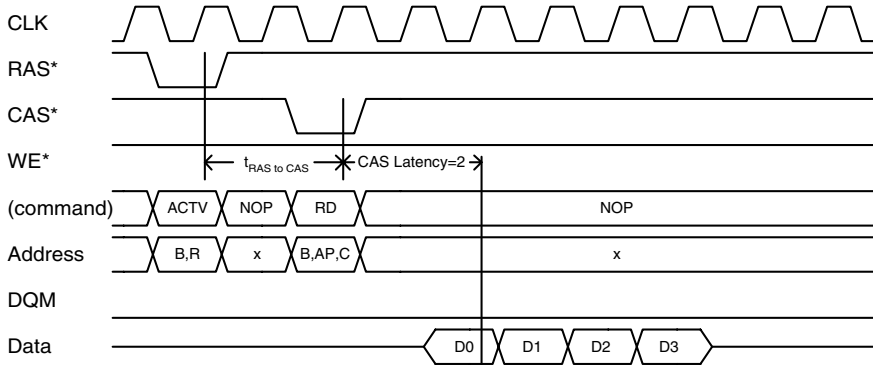 CLK
RAS*
CAS*
WE*
t_RAS to CAS CAS Latency=2
(command) ACTV NOP RD NOP
Address B,R x B,AP,C x
DQM
Data D0 D1 D2 D3